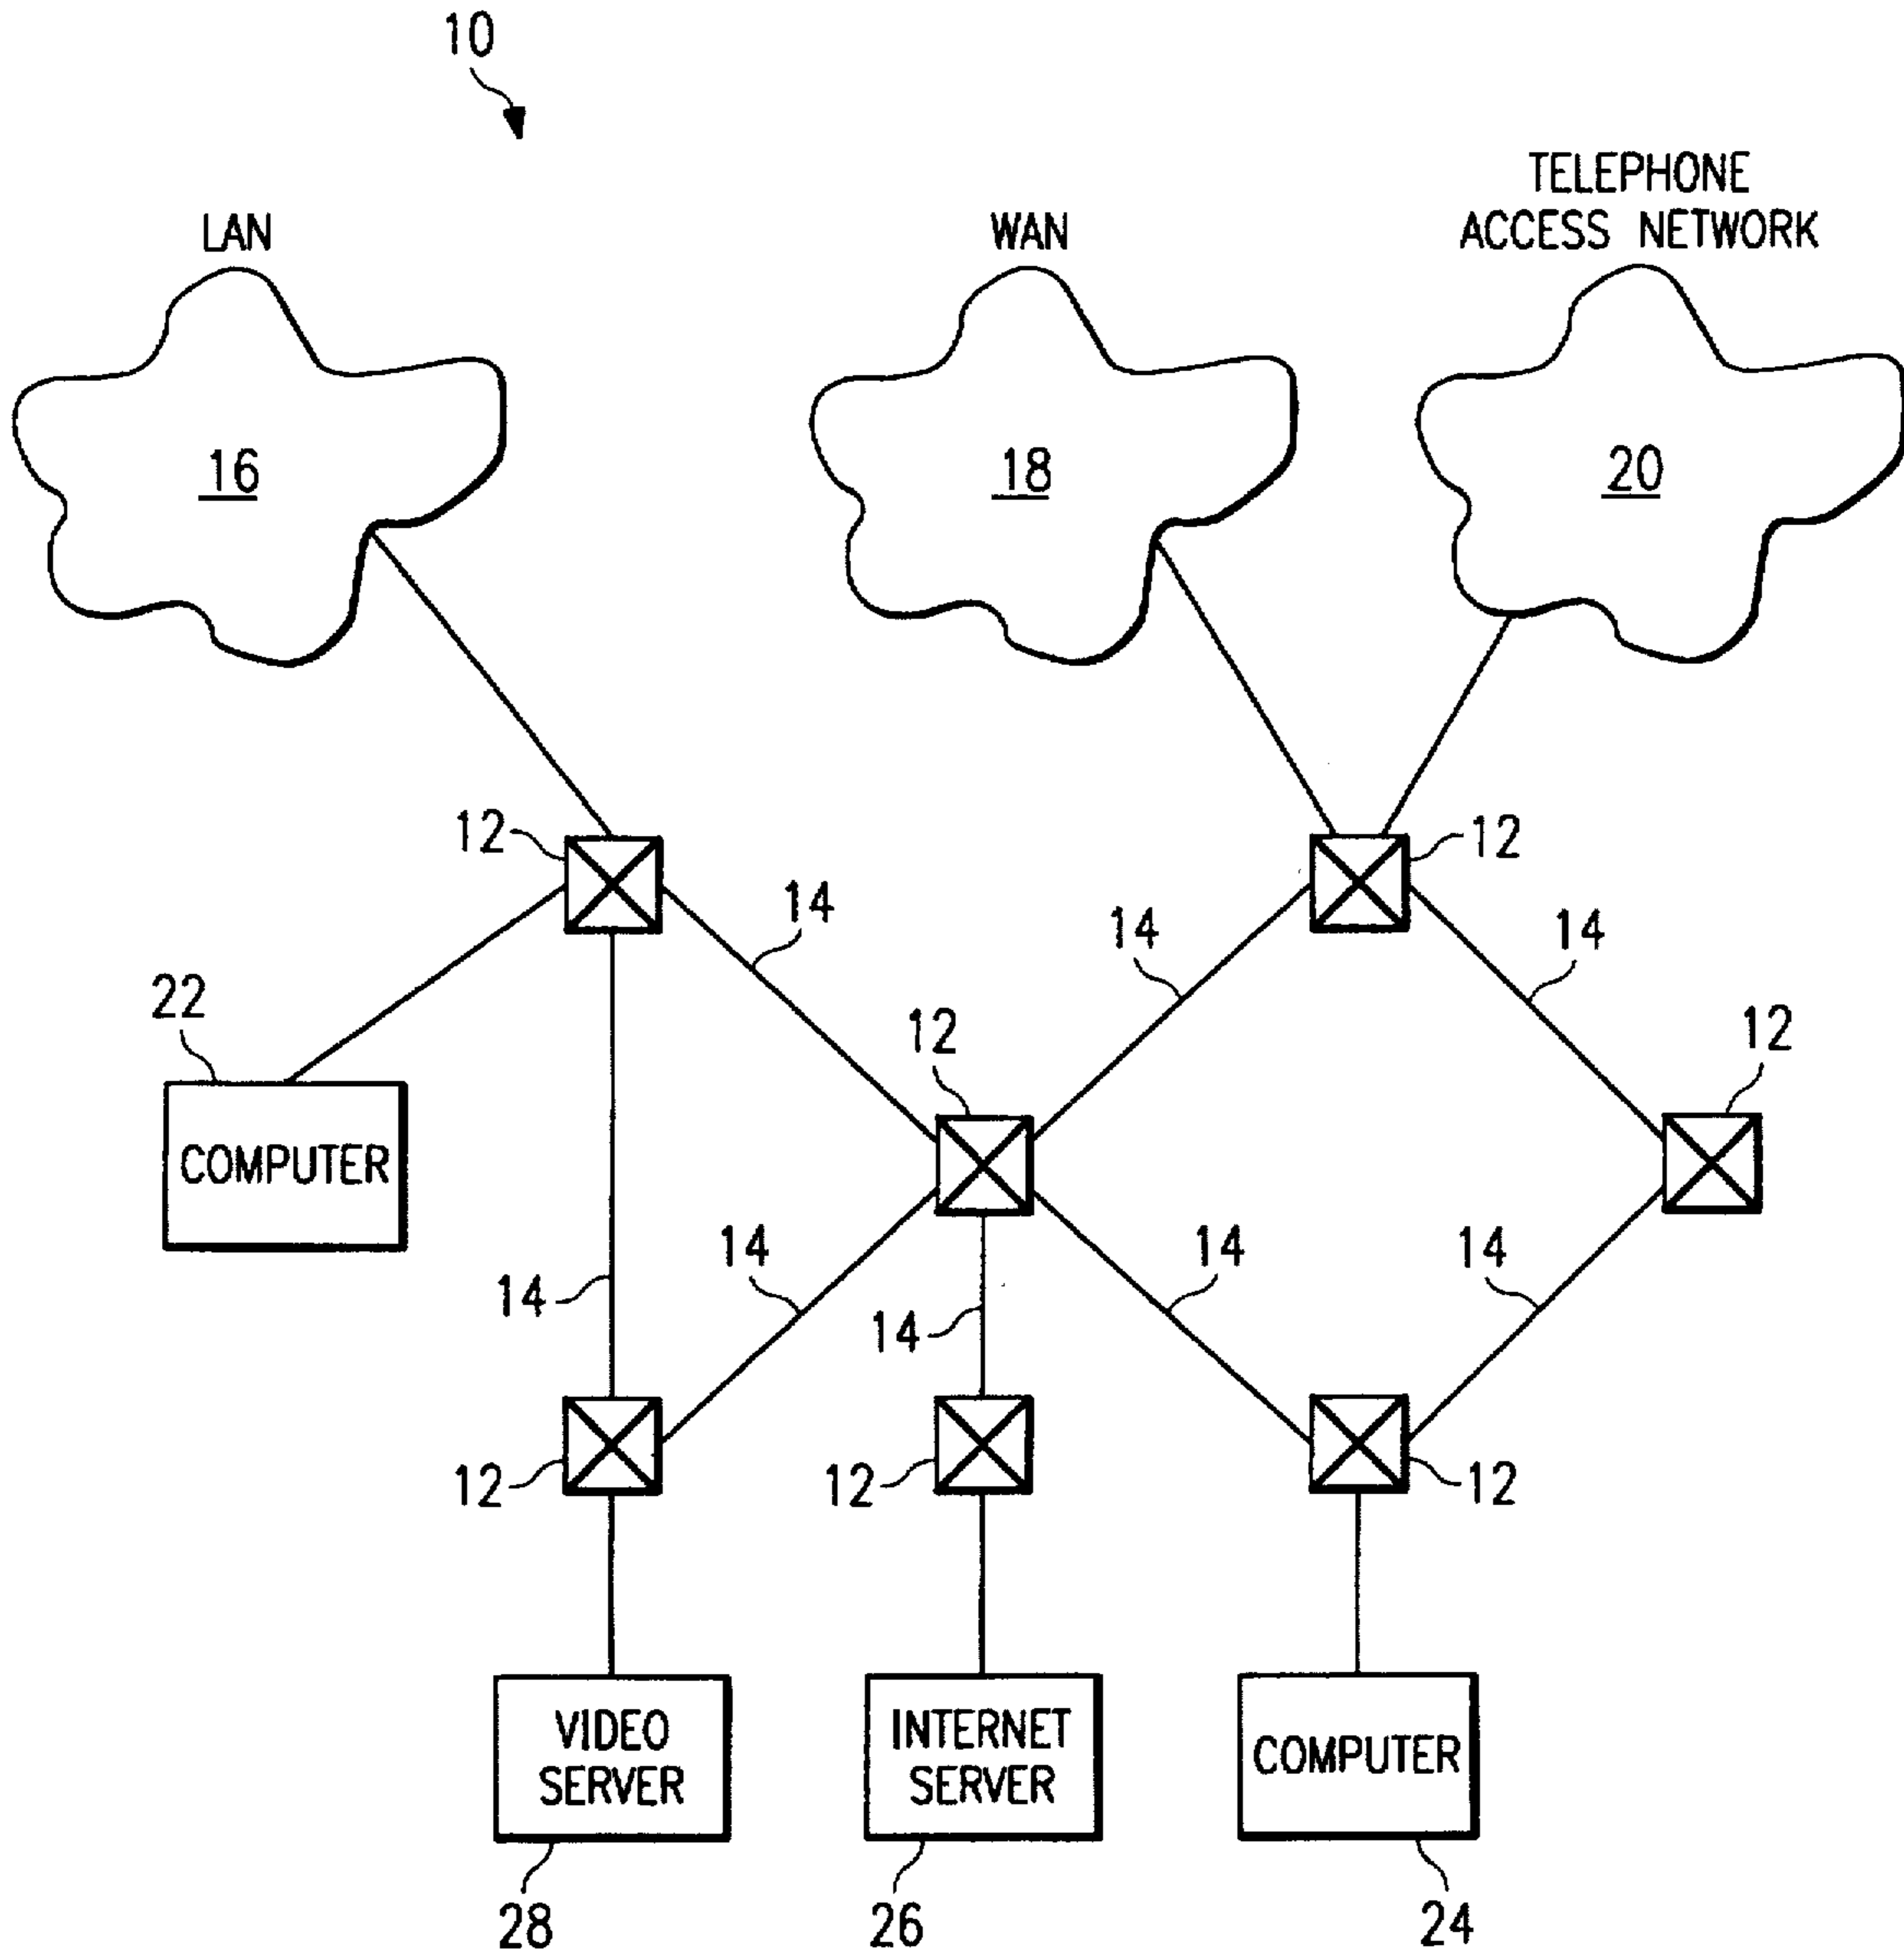 10
TELEPHONE
LAN WAN ACCESS NETWORK
16 18 20
12 12
14 14 14
22 12 12
COMPUTER
14 14 14
14 14
12 12 12
VIDEO INTERNET COMPUTER
SERVER SERVER
28 26 24